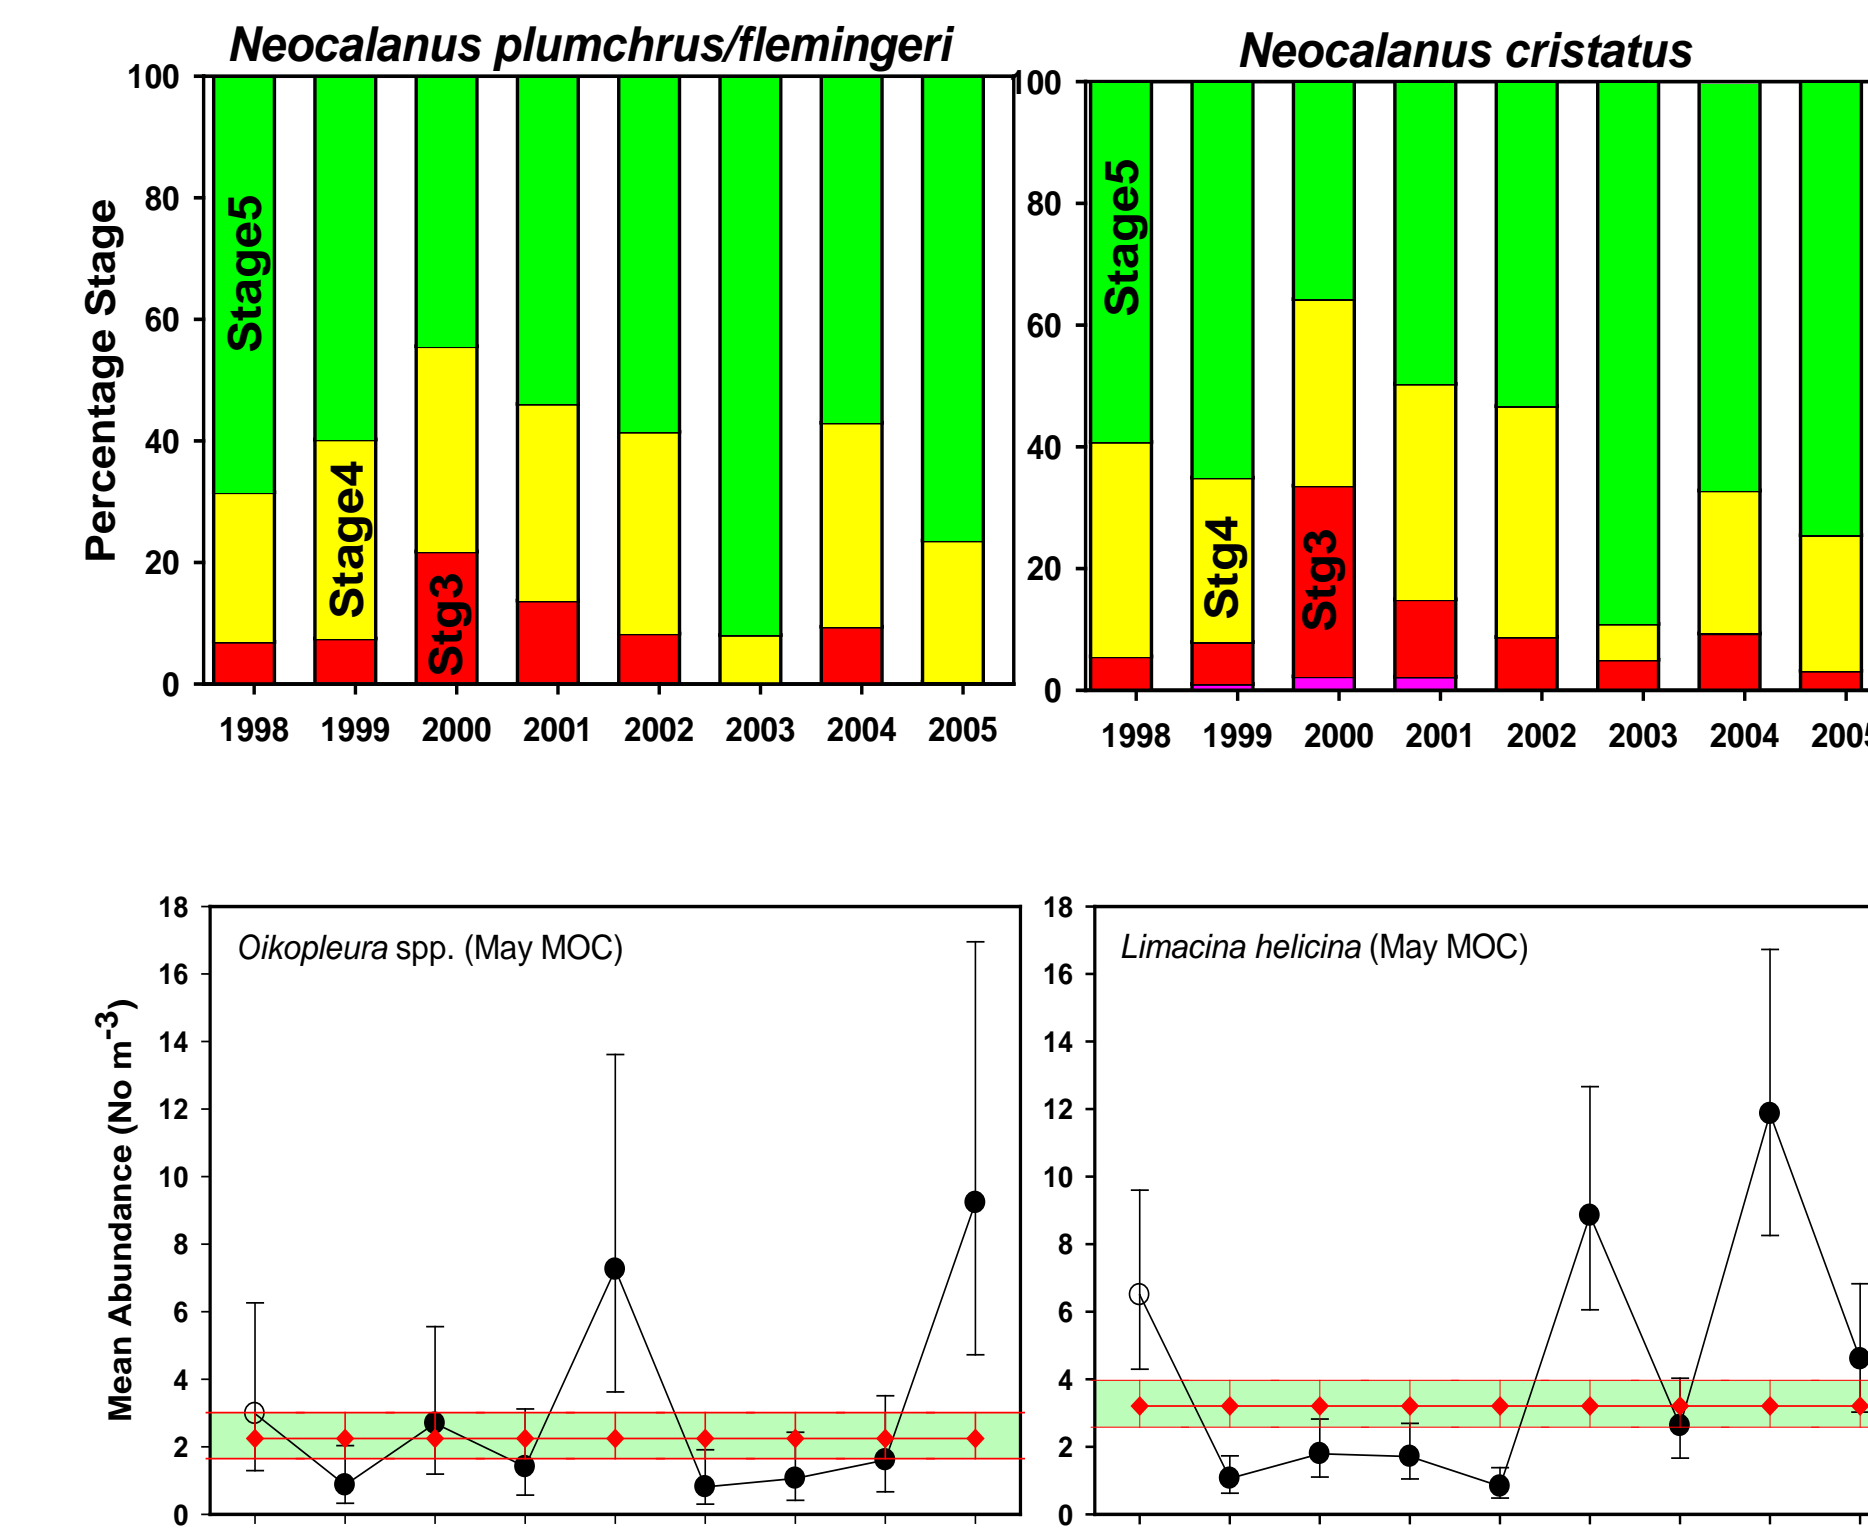 Neocalanus plumchrus/flemingeri
Neocalanus cristatus
Percentage Stage
100
80
60
40
20
0
Stage5
Stage4
Stg3
1998 1999 2000 2001 2002 2003 2004 2005
100
80
60
40
20
0
Stage5
Stg4
Stg3
1998 1999 2000 2001 2002 2003 2004 2005
Mean Abundance (No m-3)
18
16
14
12
10
8
6
4
2
0
Oikopleura spp. (May MOC)
18
16
14
12
10
8
6
4
2
0
Limacina helicina (May MOC)